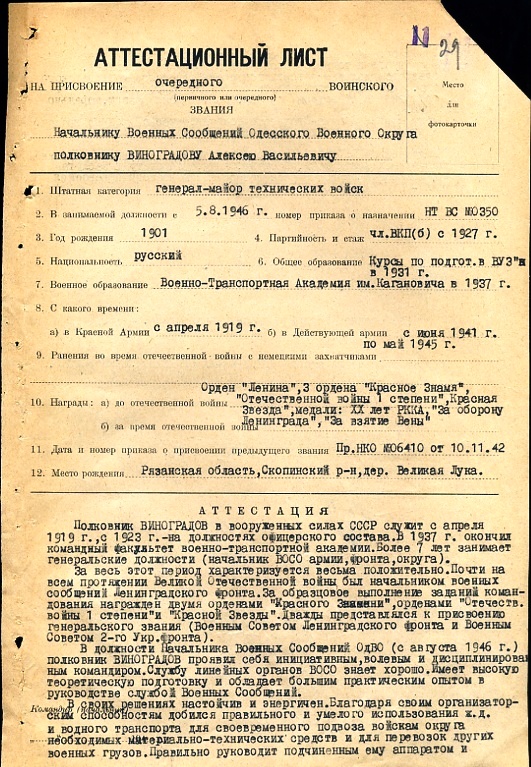 11 29
АТТЕСТАЦИОННЫЙ ЛИСТ
НА ПРИСВОЕНИЕ очередного ВОИНСКОГО
(первичного или очередного)
ЗВАНИЯ
Место
для
фотокарточки
Начальнику Военных Сообщений Одесского Военного Округа
полковнику ВИНОГРАДОВУ Алексею Васильевичу
1. Штатная категория генерал-майор технических войск
2. В занимаемой должности с 5.8.1946 г. номер приказа о назначении НТ ВС №0350
3. Год рождения 1901 4. Партийность и стаж чл.ВКП(б) с 1927 г.
5. Национальность русский 6. Общее образование Курсы по подгот.в ВУЗ"ы
в 1931 г.
7. Военное образование Военно-Транспортная Академия им.Кагановича в 1937 г.
8. С какого времени:
а) в Красной Армии с апреля 1919 г. б) в Действующей армии с июня 1941 г.
по май 1945 г.
9. Ранения во время отечественной войны с немецкими захватчиками
Орден "Ленина",3 ордена "Красное Знамя",
10. Награды: а) до отечественной войны "Отечественной войны 1 степени",Красная
Звезда",медали: XX лет РККА,"За оборону
б) за время отечественной войны Ленинграда","За взятие Вены"
11. Дата и номер приказа о присвоении предыдущего звания Пр.НКО №06410 от 10.11.42
12. Место рождения Рязанская область,Скопинский р-н,дер. Великая Лука.
АТТЕСТАЦИЯ
Полковник ВИНОГРАДОВ в вооруженных силах СССР служит с апреля
1919 г.,с 1923 г.-на должностях офицерского состава.В 1937 г. окончил
командный факультет военно-транспортной академии.Более 7 лет занимает
генеральские должности (начальник ВОСО армии,фронта,округа).
За весь этот период характеризуется весьма положительно.Почти на
всем протяжении Великой Отечественной войны был начальником военных
сообщений Ленинградского фронта.За образцовое выполнение заданий коман-
дования награжден двумя орденами "Красного Знамени",орденами "Отечеств.
войны 1 степени"и "Красной Звезды".Дважды представлялся к присвоению
генеральского звания (Военным Советом Ленинградского фронта и Военным
Советом 2-го Укр.фронта).
В должности Начальника Военных Сообщений ОдВО (с августа 1946 г.)
полковник ВИНОГРАДОВ проявил себя инициативным,волевым и дисциплинирован
ным командиром.Службу линейных органов ВОСО знает хорошо.Имеет высокую
теоретическую подготовку и обладает большим практическим опытом в
руководстве службой Военных Сообщений.
В своих решениях настойчив и энергичен.Благодаря своим организатор-
ским способностям добился правильного и умелого использования ж.д.
и водного транспорта для своевременного подвоза войскам округа
необходимых материально-технических средств и для перевозок других
военных грузов.Правильно руководит подчиненным ему аппаратом и